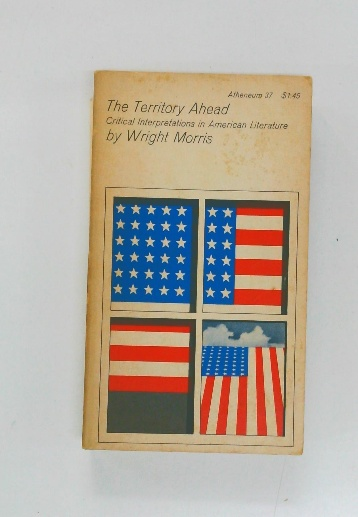 Atheneum 37 $1.45
The Territory Ahead
Critical Interpretations in American Literature
by Wright Morris